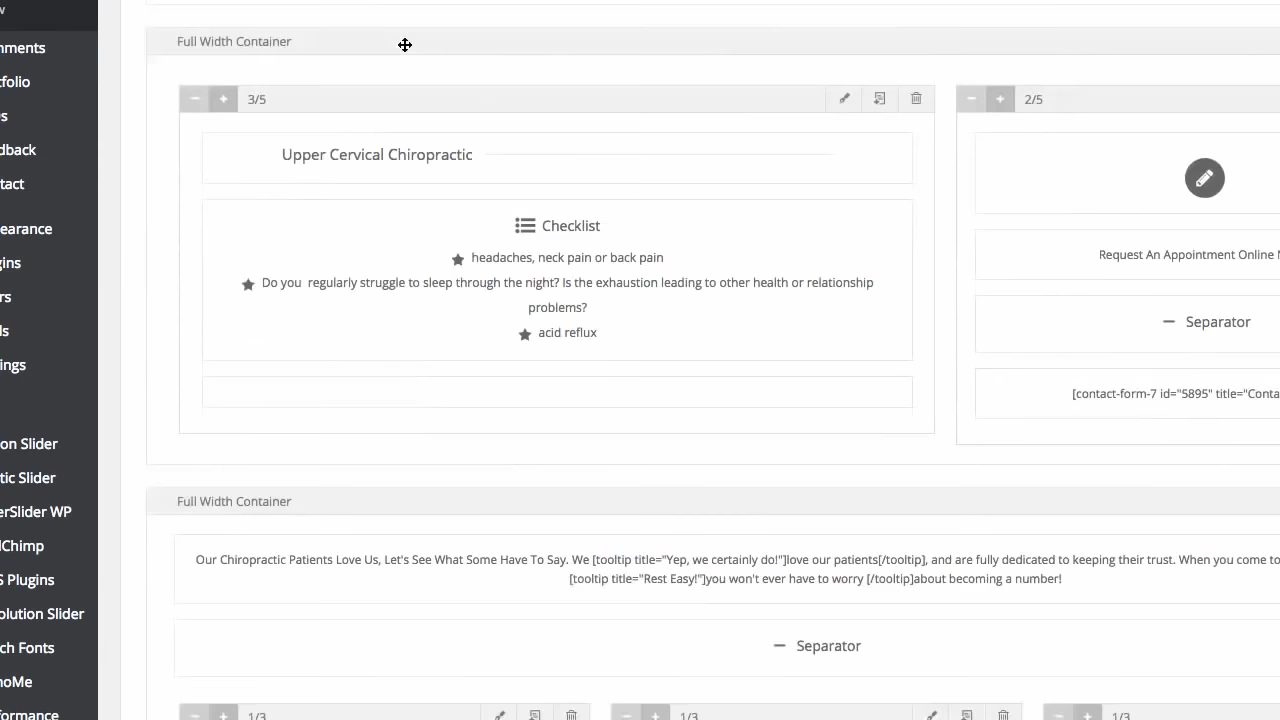 w
nments
Full Width Container
tfolio
3/5
2/5
s
dback
Upper Cervical Chiropractic
tact
Checklist
earance
headaches, neck pain or back pain
Request An Appointment Online
gins
Do you regularly struggle to sleep through the night? Is the exhaustion leading to other health or relationship
problems?
rs
Separator
ls
acid reflux
ings
[contact-form-7 id="5895" title="Conta
on Slider
tic Slider
Full Width Container
erSlider WP
lChimp
Our Chiropractic Patients Love Us, Let's See What Some Have To Say. We [tooltip title="Yep, we certainly do!"]love our patients[/tooltip], and are fully dedicated to keeping their trust. When you come to
[tooltip title="Rest Easy!"]you won't ever have to worry [/tooltip]about becoming a number!
S Plugins
olution Slider
Separator
ch Fonts
noMe
formance
1/3
1/3
1/3